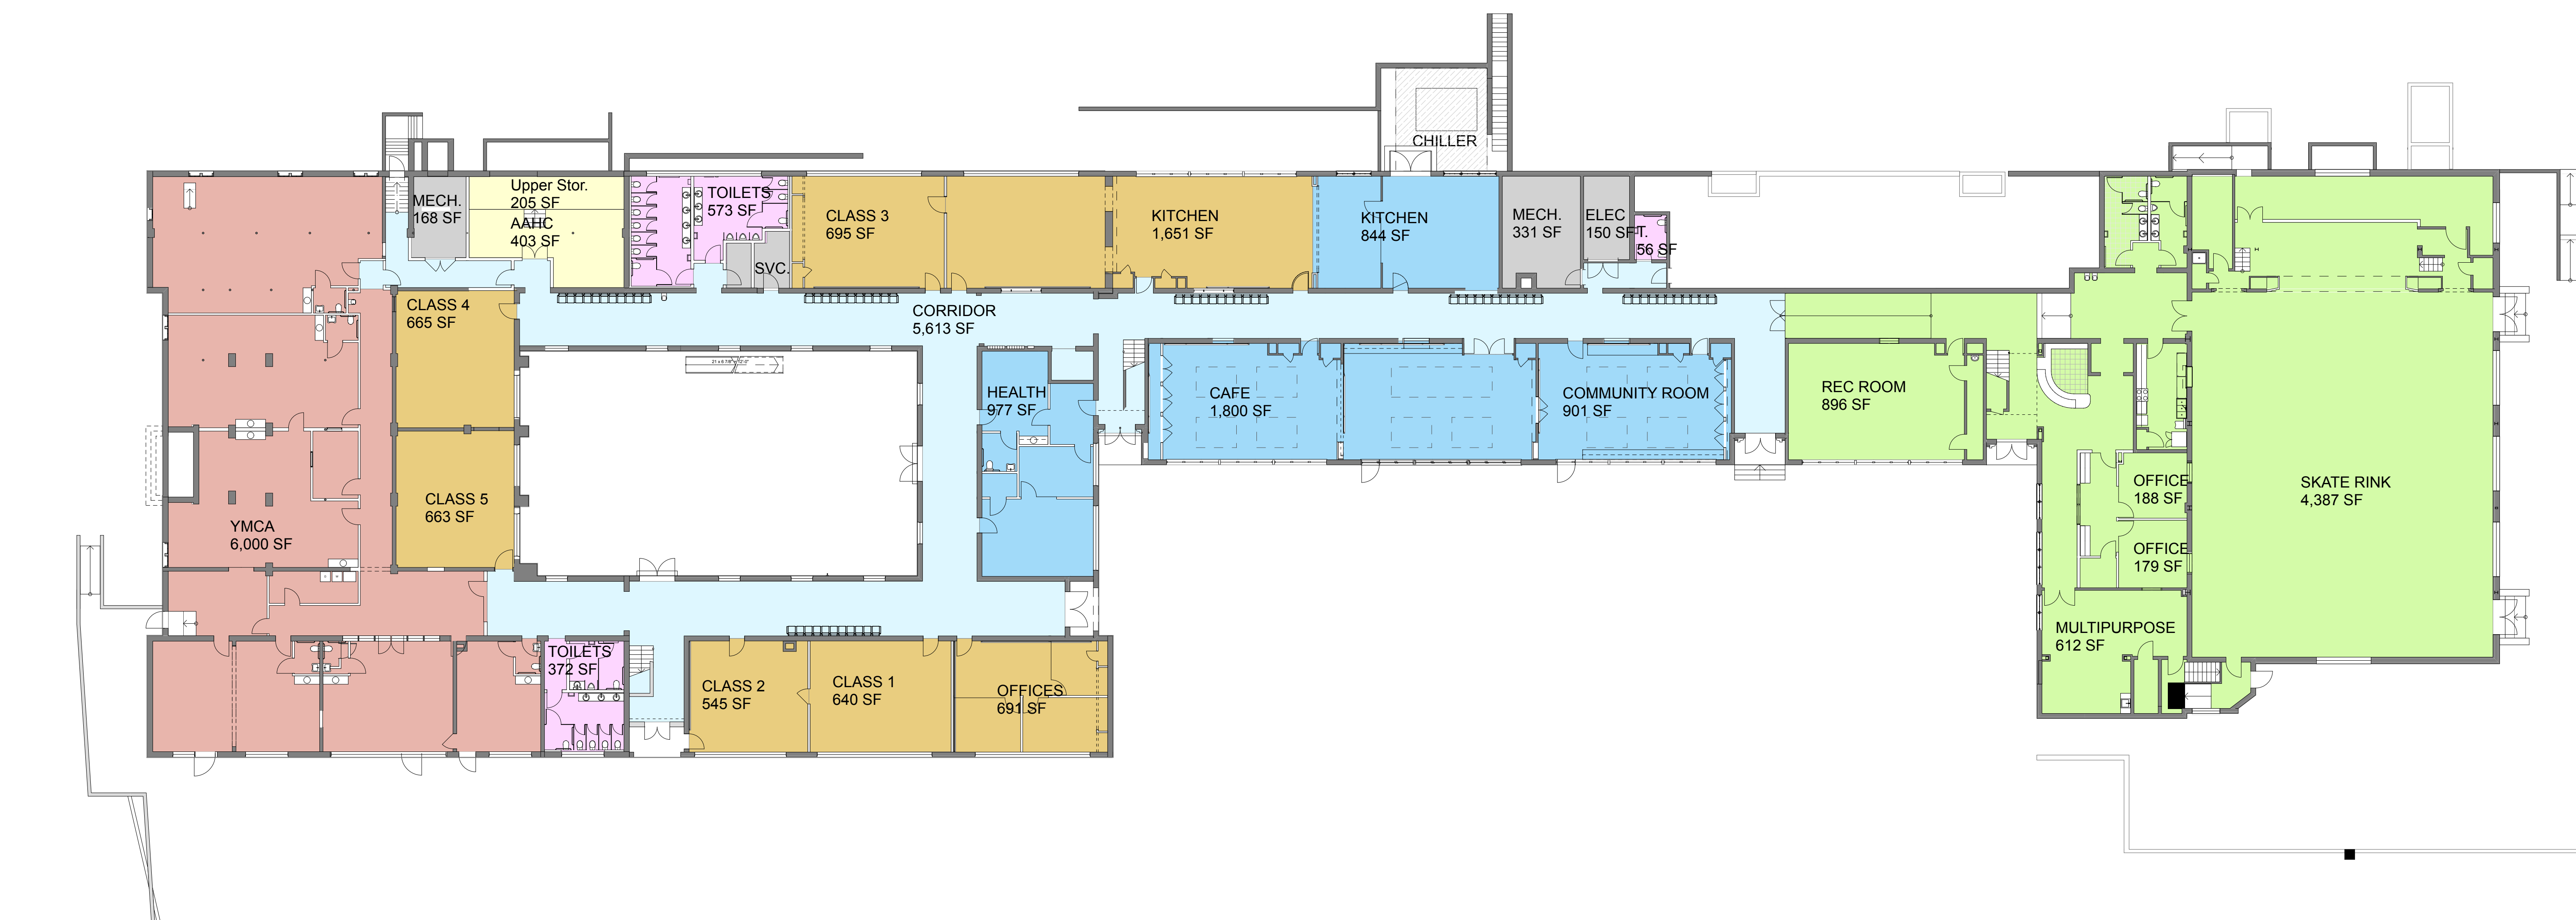 CHILLER
MECH.
168 SF
Upper Stor.
205 SF
AAHC
403 SF
TOILETS
573 SF
SVC.
CLASS 3
695 SF
KITCHEN
1,651 SF
KITCHEN
844 SF
MECH.
331 SF
ELEC
150 SF
T.
56 SF
CLASS 4
665 SF
CORRIDOR
5,613 SF
HEALTH
977 SF
CAFE
1,800 SF
COMMUNITY ROOM
901 SF
REC ROOM
896 SF
CLASS 5
663 SF
YMCA
6,000 SF
OFFICE
188 SF
OFFICE
179 SF
SKATE RINK
4,387 SF
TOILETS
372 SF
CLASS 2
545 SF
CLASS 1
640 SF
OFFICES
691 SF
MULTIPURPOSE
612 SF